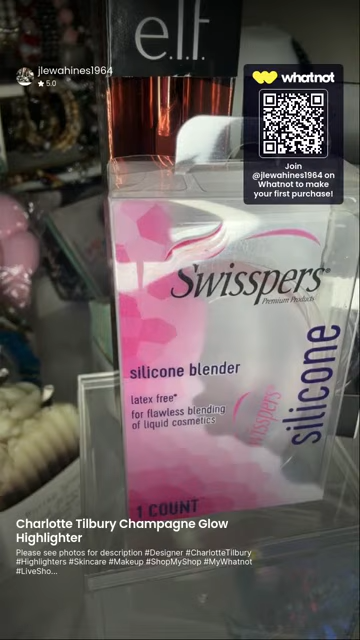 e.l.f.
jlewahines1964
★ 5.0
whatnot
Join
@jlewahines1964 on
Whatnot to make
your first purchase!
Swisspers®
Premium Products
silicone blender
latex free*
for flawless blending
of liquid cosmetics
swisspers
silicone
1 COUNT
Charlotte Tilbury Champagne Glow
Highlighter
Please see photos for description #Designer #CharlotteTilbury
#Highlighters #Skincare #Makeup #ShopMyShop #MyWhatnot
#LiveSho...